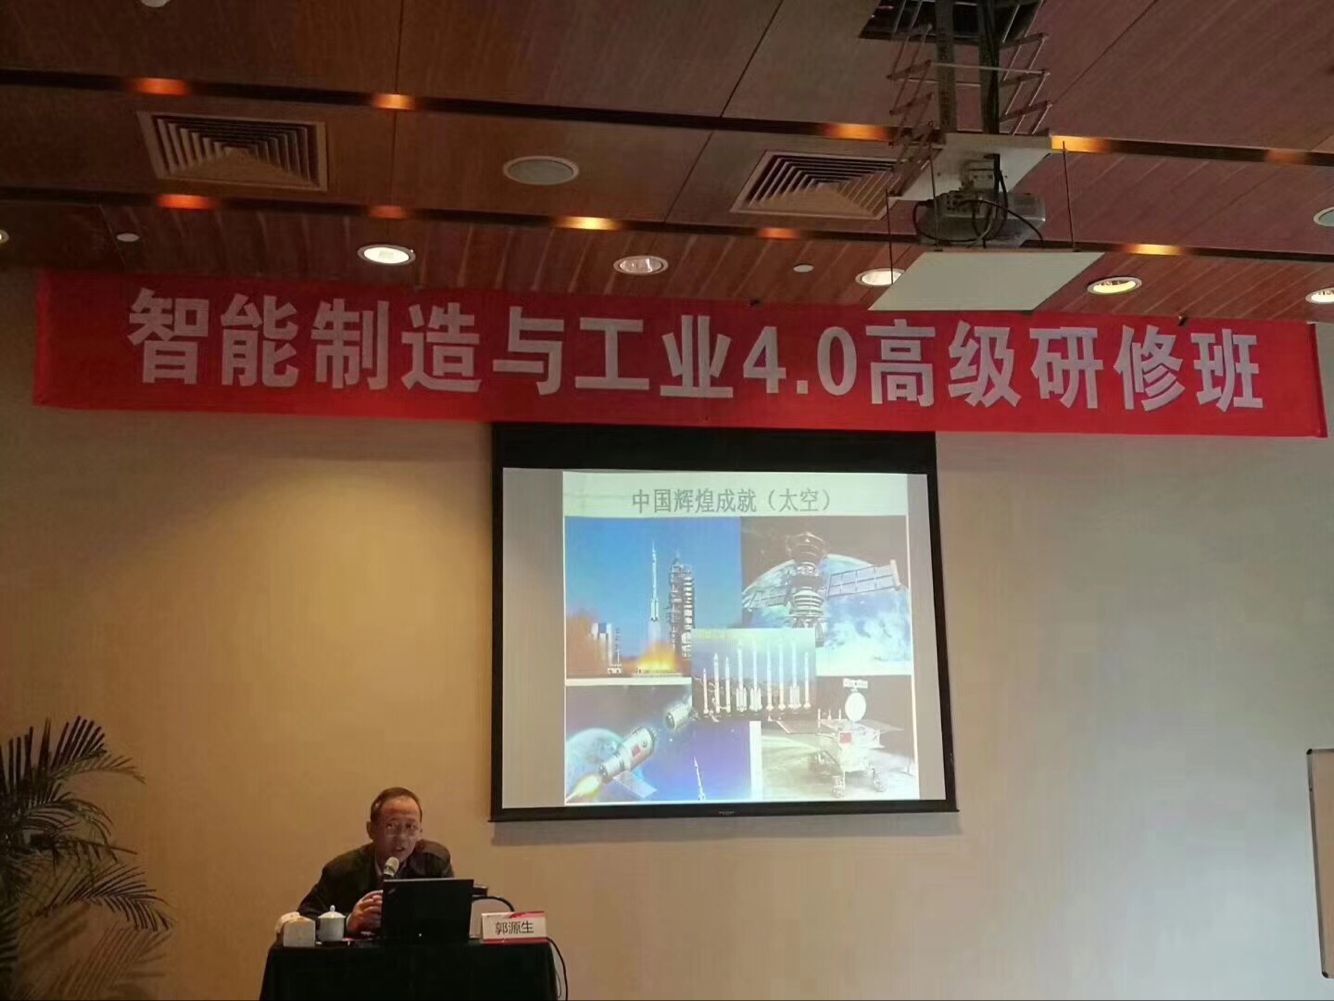 智能制造与工业4.0高级研修班
中国辉煌成就（太空）
郭源生